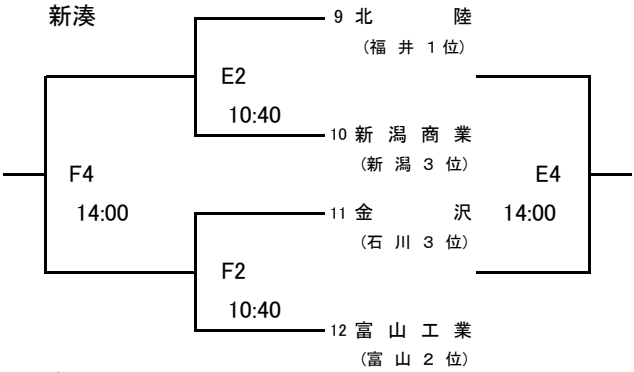 新湊
9 北 陸
(福 井 1 位)
E2
10:40
10 新 潟 商 業
(新 潟 3 位)
F4
14:00
E4
14:00
11 金 沢
(石 川 3 位)
F2
10:40
12 富 山 工 業
(富 山 2 位)